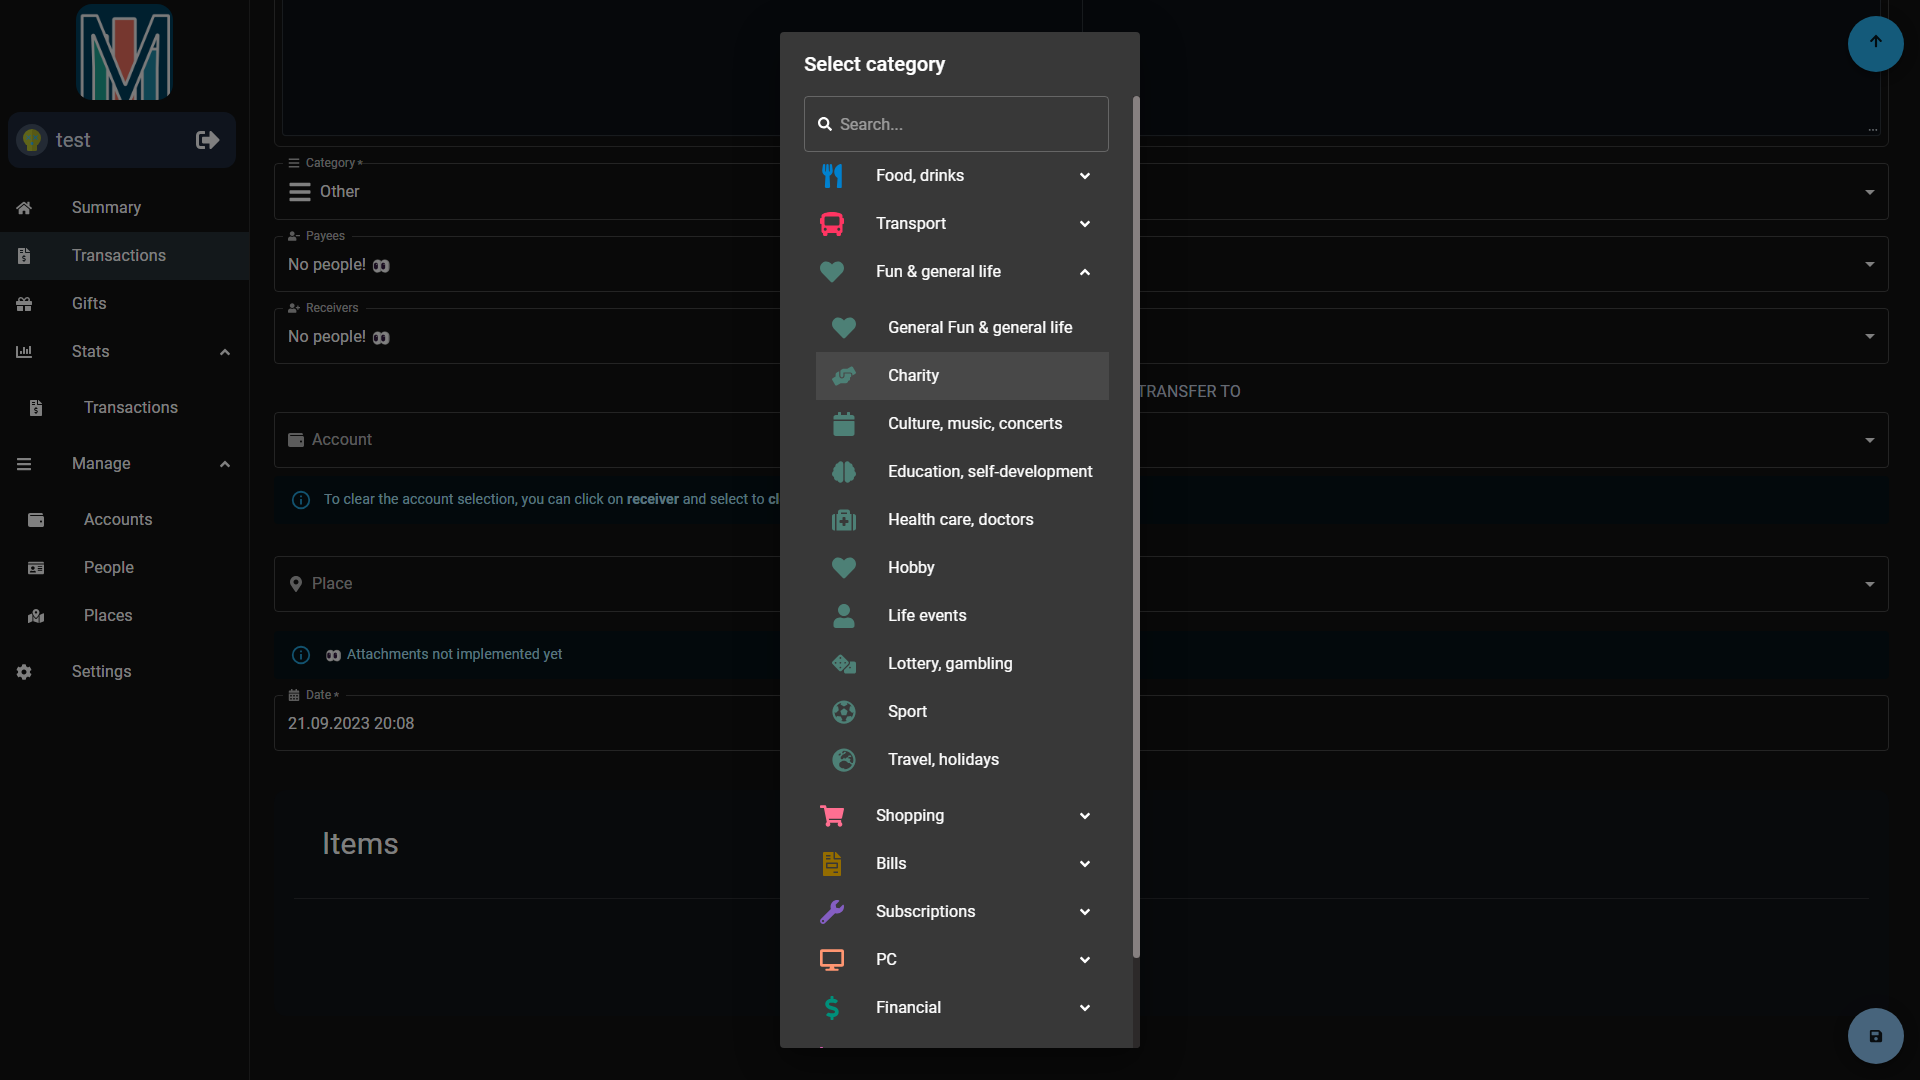 test
Summary
Transactions
Gifts
Stats
Transactions
Manage
Accounts
People
Places
Settings
Category *
Other
Payees
No people! 👀
Receivers
No people! 👀
TRANSFER TO
Account
To clear the account selection, you can click on receiver and select to cl
Place
👀 Attachments not implemented yet
Date *
21.09.2023 20:08
Items
Select category
Search...
Food, drinks
Transport
Fun & general life
General Fun & general life
Charity
Culture, music, concerts
Education, self-development
Health care, doctors
Hobby
Life events
Lottery, gambling
Sport
Travel, holidays
Shopping
Bills
Subscriptions
PC
Financial